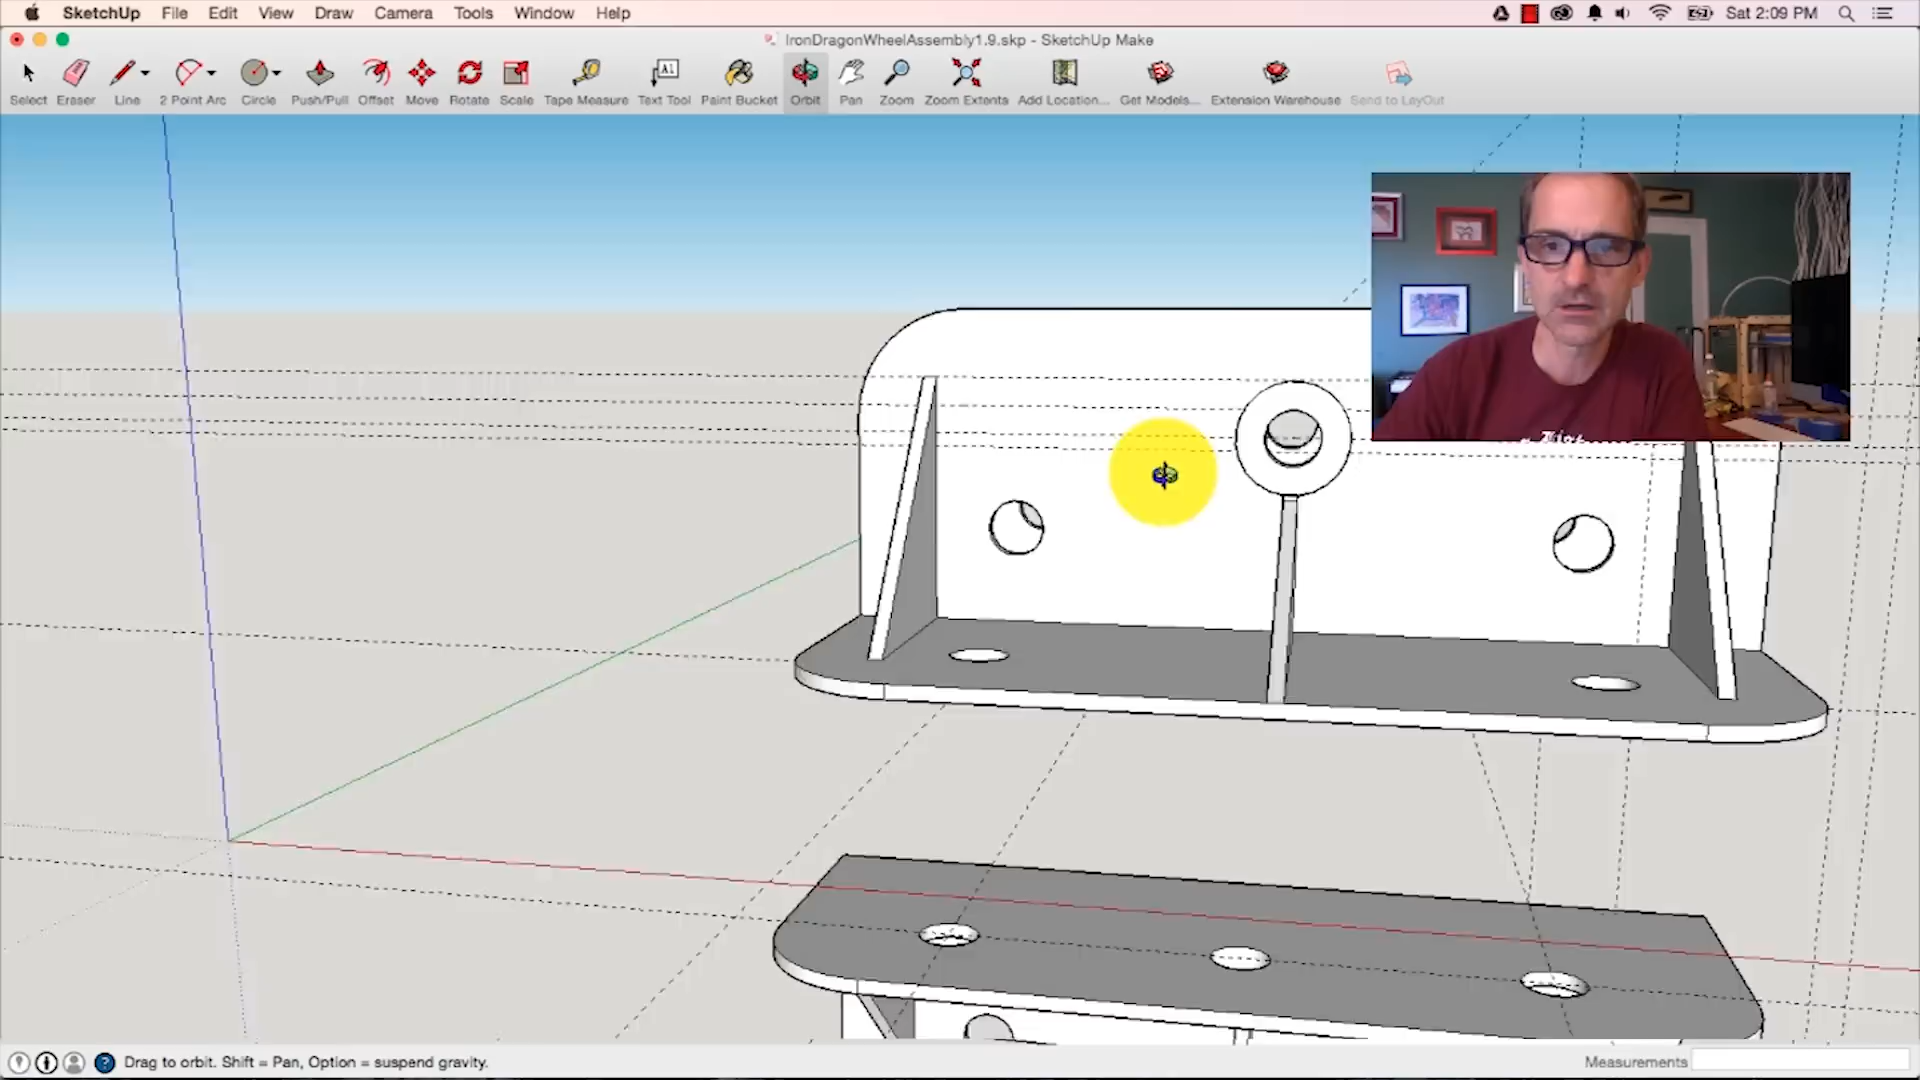 SketchUp File Edit View Draw Camera Tools Window Help Sat 2:09 PM
IronDragonWheelAssembly1.9.skp - SketchUp Make
A1
Select Eraser Line 2 Point Arc Circle Push/Pull Offset Move Rotate Scale Tape Measure Text Tool Paint Bucket Orbit Pan Zoom Zoom Extents Add Location... Get Models... Extension Warehouse Send to LayOut
Drag to orbit. Shift = Pan, Option = suspend gravity. Measurements